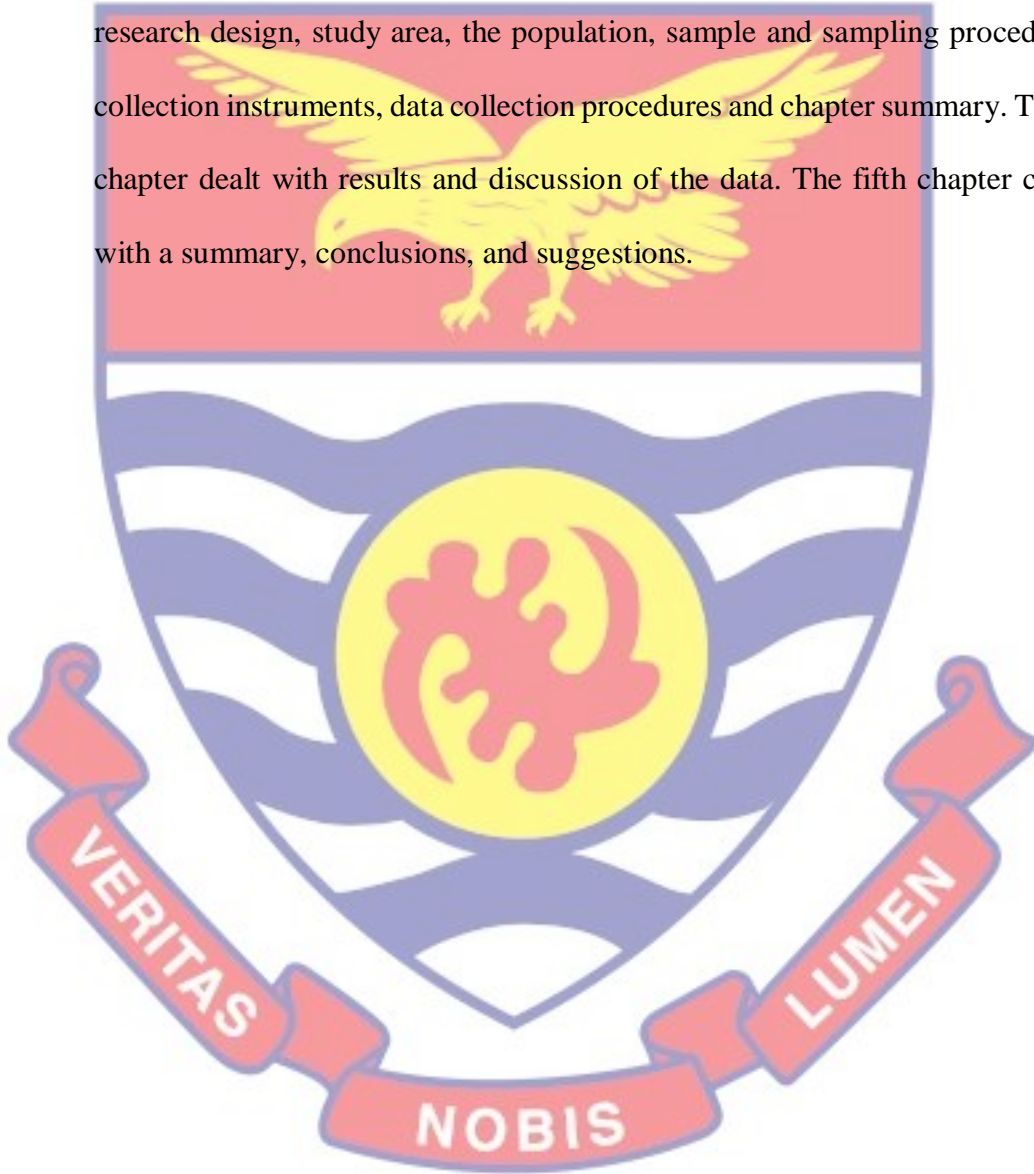 research design, study area, the population, sample and sampling
collection instruments, data collection procedures and chapter summary.
chapter dealt with results and discussion of the data. The fifth chapter
with a summary, conclusions, and suggestions.
VERITAS
NOBIS
LUMEN